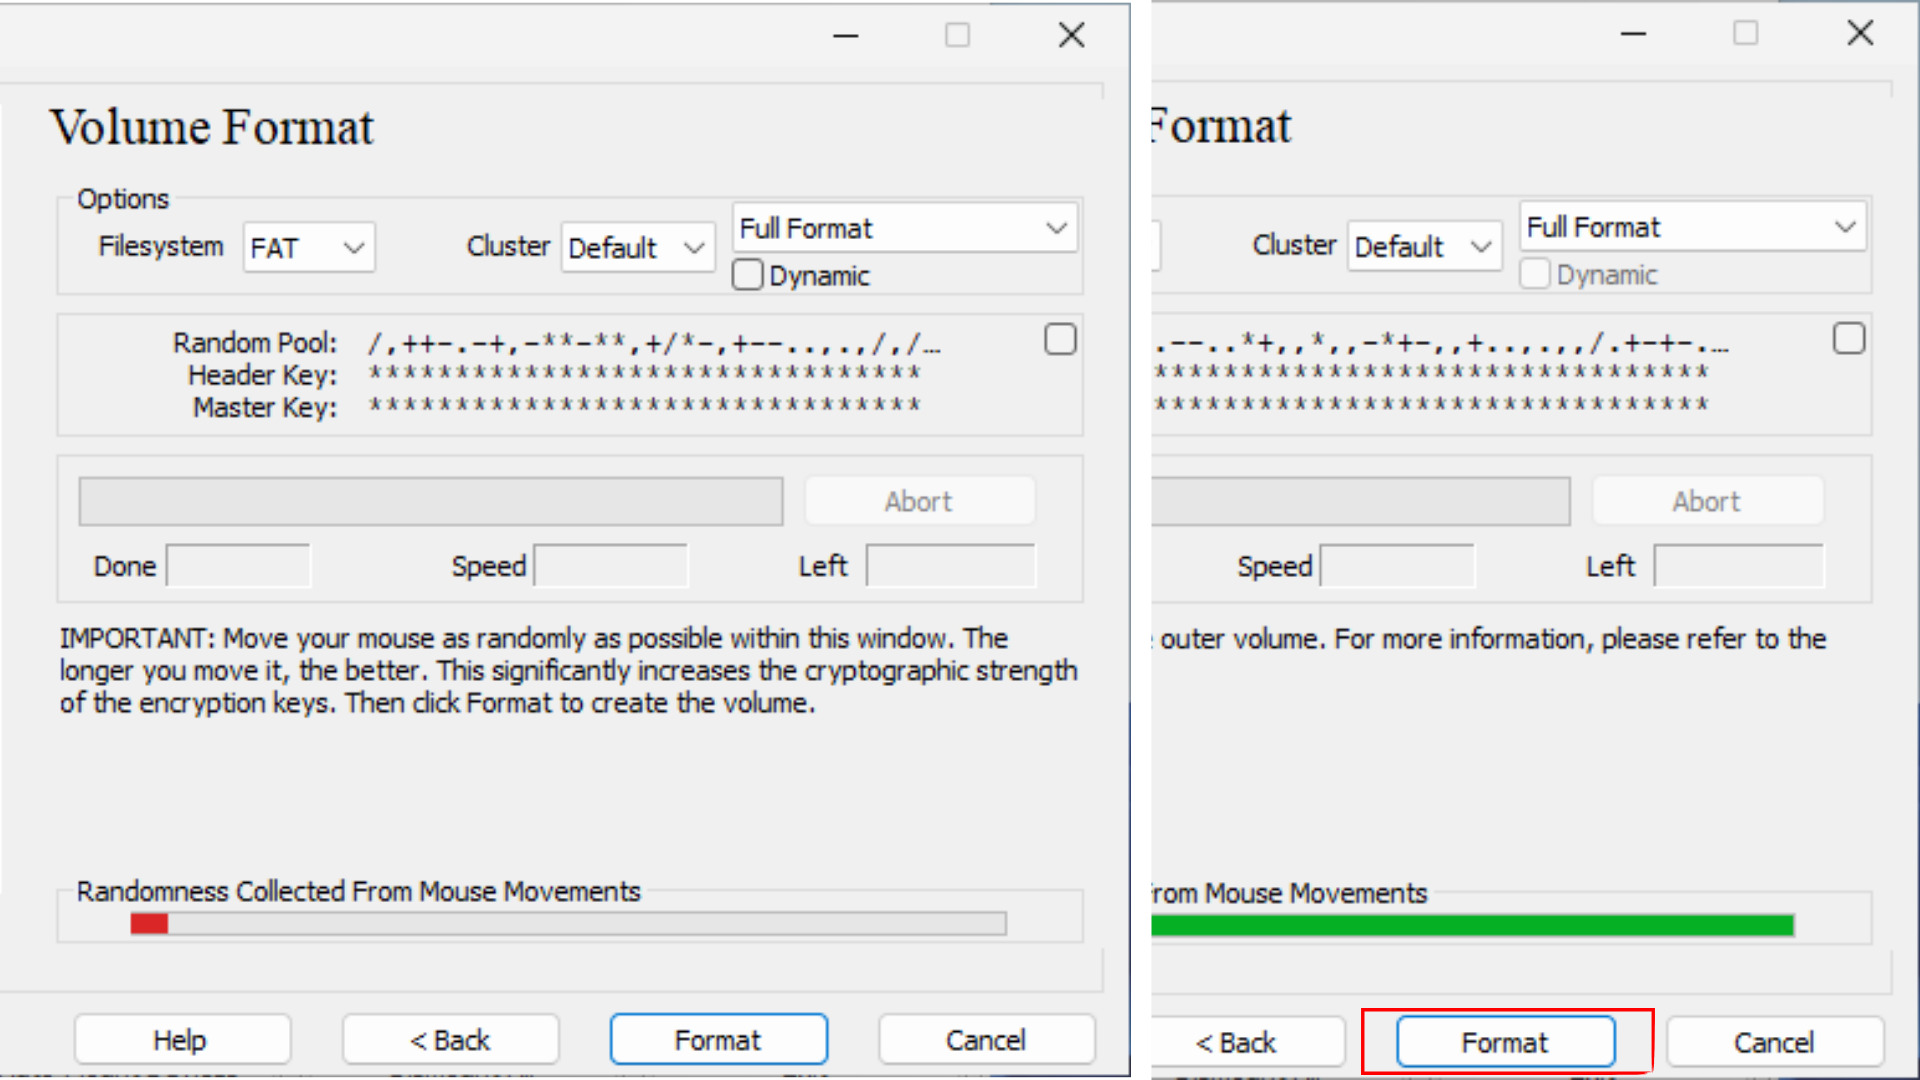 Volume Format
Options
Filesystem FAT Cluster Default Full Format
Dynamic
Random Pool: /,++-.-+,-**-**,+/*-,+--..,.,/,/...
Header Key: ********************************
Master Key: ********************************
Abort
Done Speed Left
IMPORTANT: Move your mouse as randomly as possible within this window. The
longer you move it, the better. This significantly increases the cryptographic strength
of the encryption keys. Then click Format to create the volume.
Randomness Collected From Mouse Movements
Help < Back Format Cancel
Format
Cluster Default Full Format
Dynamic
.--..*+,,*,,-*+-,,+..,.,,/.+-+-....
********************************
********************************
Abort
Speed Left
outer volume. For more information, please refer to the
From Mouse Movements
< Back Format Cancel